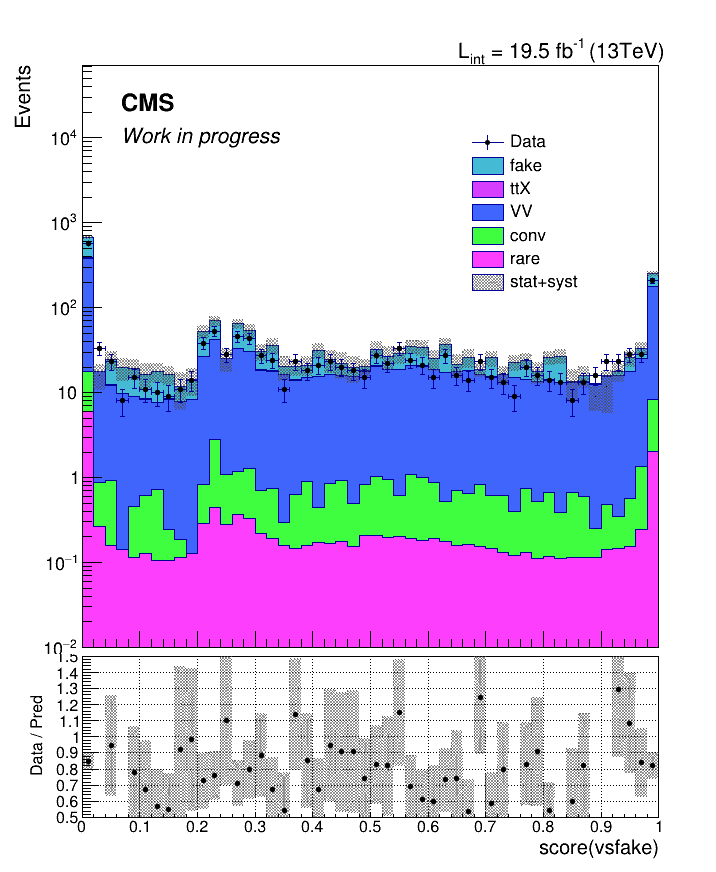 L_int = 19.5 fb^-1 (13TeV)
Events
CMS
Work in progress
Data
fake
ttX
VV
conv
rare
stat+syst
10^4
10^3
10^2
10
1
10^−1
10^−2
Data / Pred
1.5
1.4
1.3
1.2
1.1
1
0.9
0.8
0.7
0.6
0.5
0 0.1 0.2 0.3 0.4 0.5 0.6 0.7 0.8 0.9 1
score(vsfake)